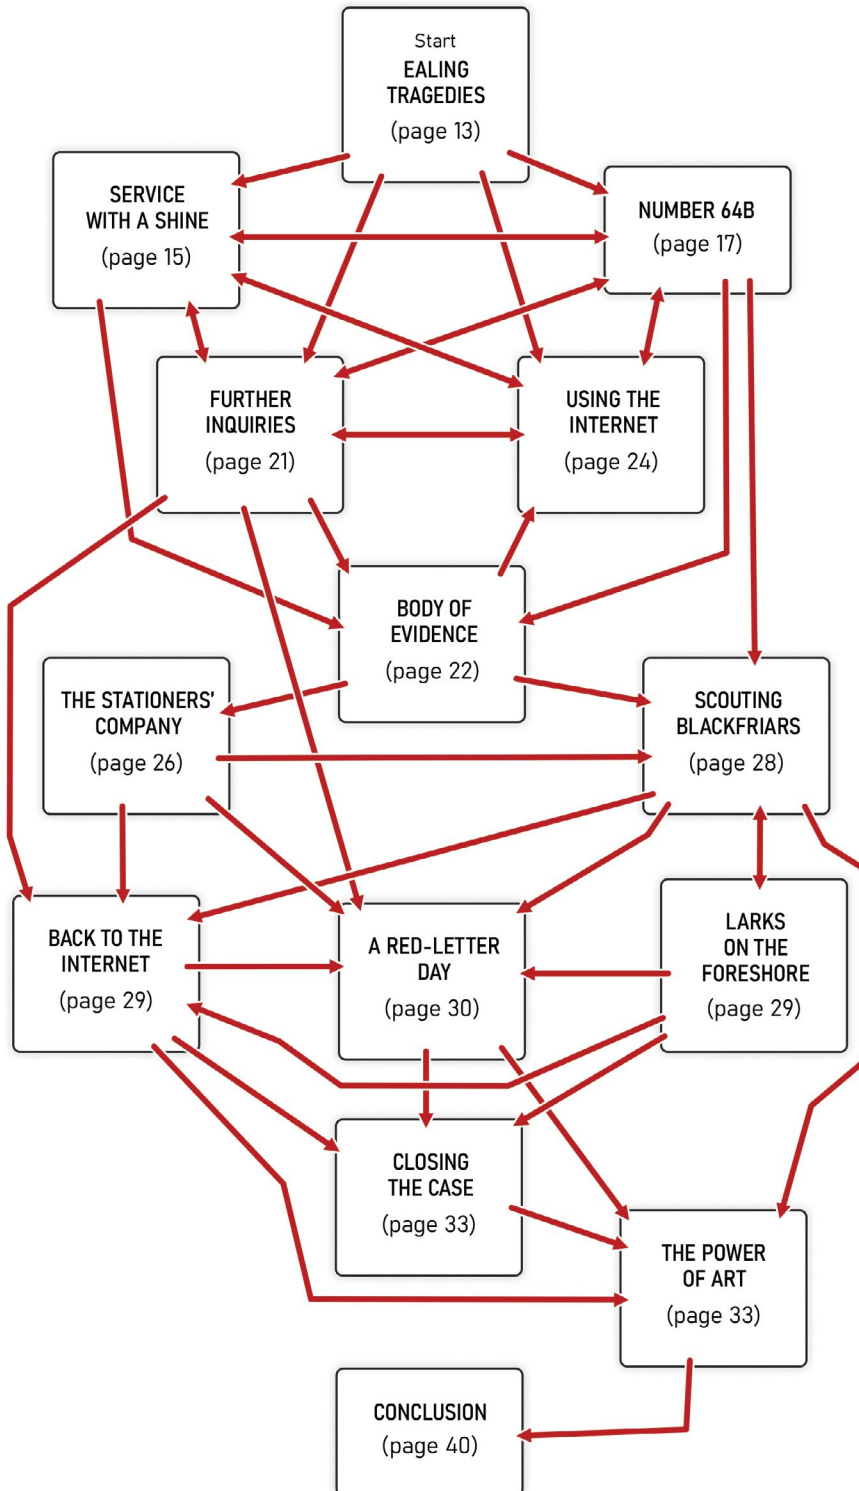 Start
EALING
TRAGEDIES
(page 13)
SERVICE
WITH A SHINE
(page 15)
NUMBER 64B
(page 17)
FURTHER
INQUIRIES
(page 21)
USING THE
INTERNET
(page 24)
BODY OF
EVIDENCE
(page 22)
THE STATIONERS’
COMPANY
(page 26)
SCOUTING
BLACKFRIARS
(page 28)
BACK TO THE
INTERNET
(page 29)
A RED-LETTER
DAY
(page 30)
LARKS
ON THE
FORESHORE
(page 29)
CLOSING
THE CASE
(page 33)
THE POWER
OF ART
(page 33)
CONCLUSION
(page 40)